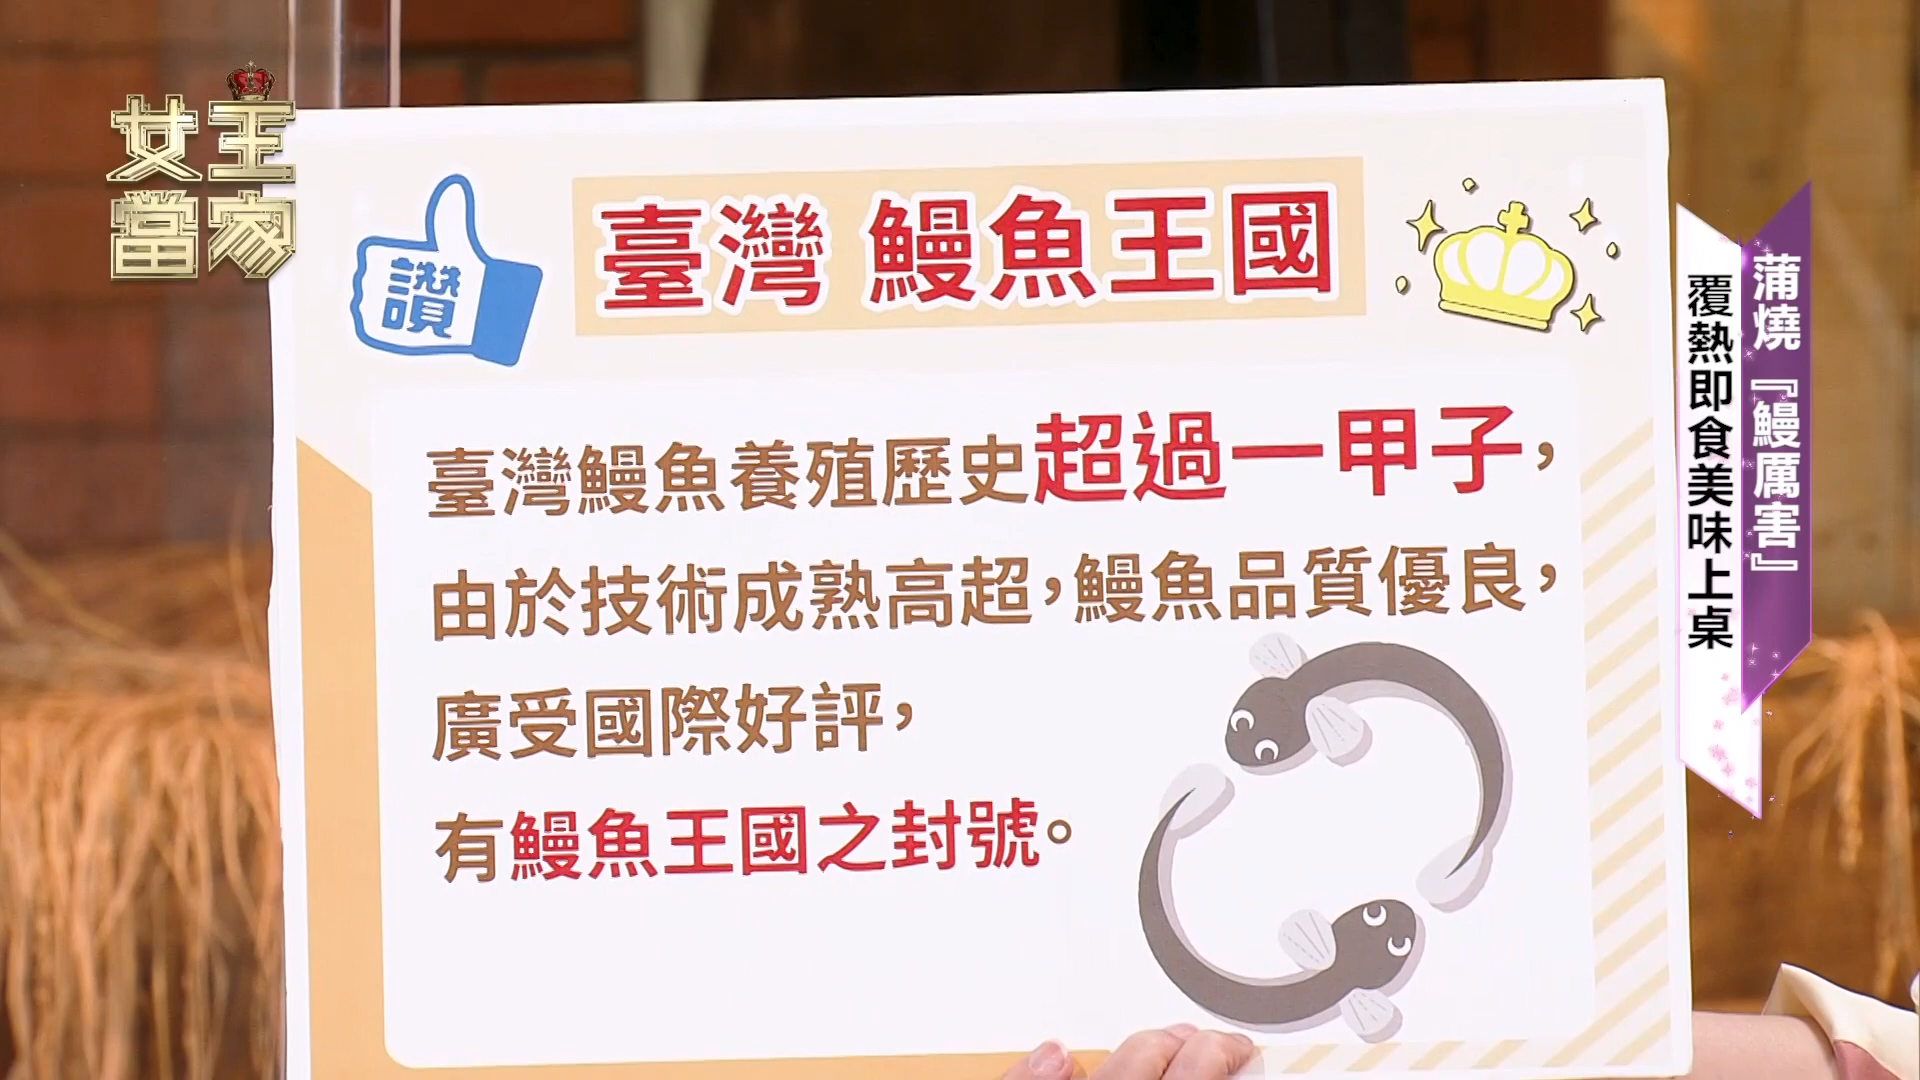 女王
當家
讚
臺灣 鰻魚王國
臺灣鰻魚養殖歷史超過一甲子，
由於技術成熟高超，鰻魚品質優良，
廣受國際好評，
有鰻魚王國之封號。
蒲燒『鰻厲害』
覆熱即食美味上桌